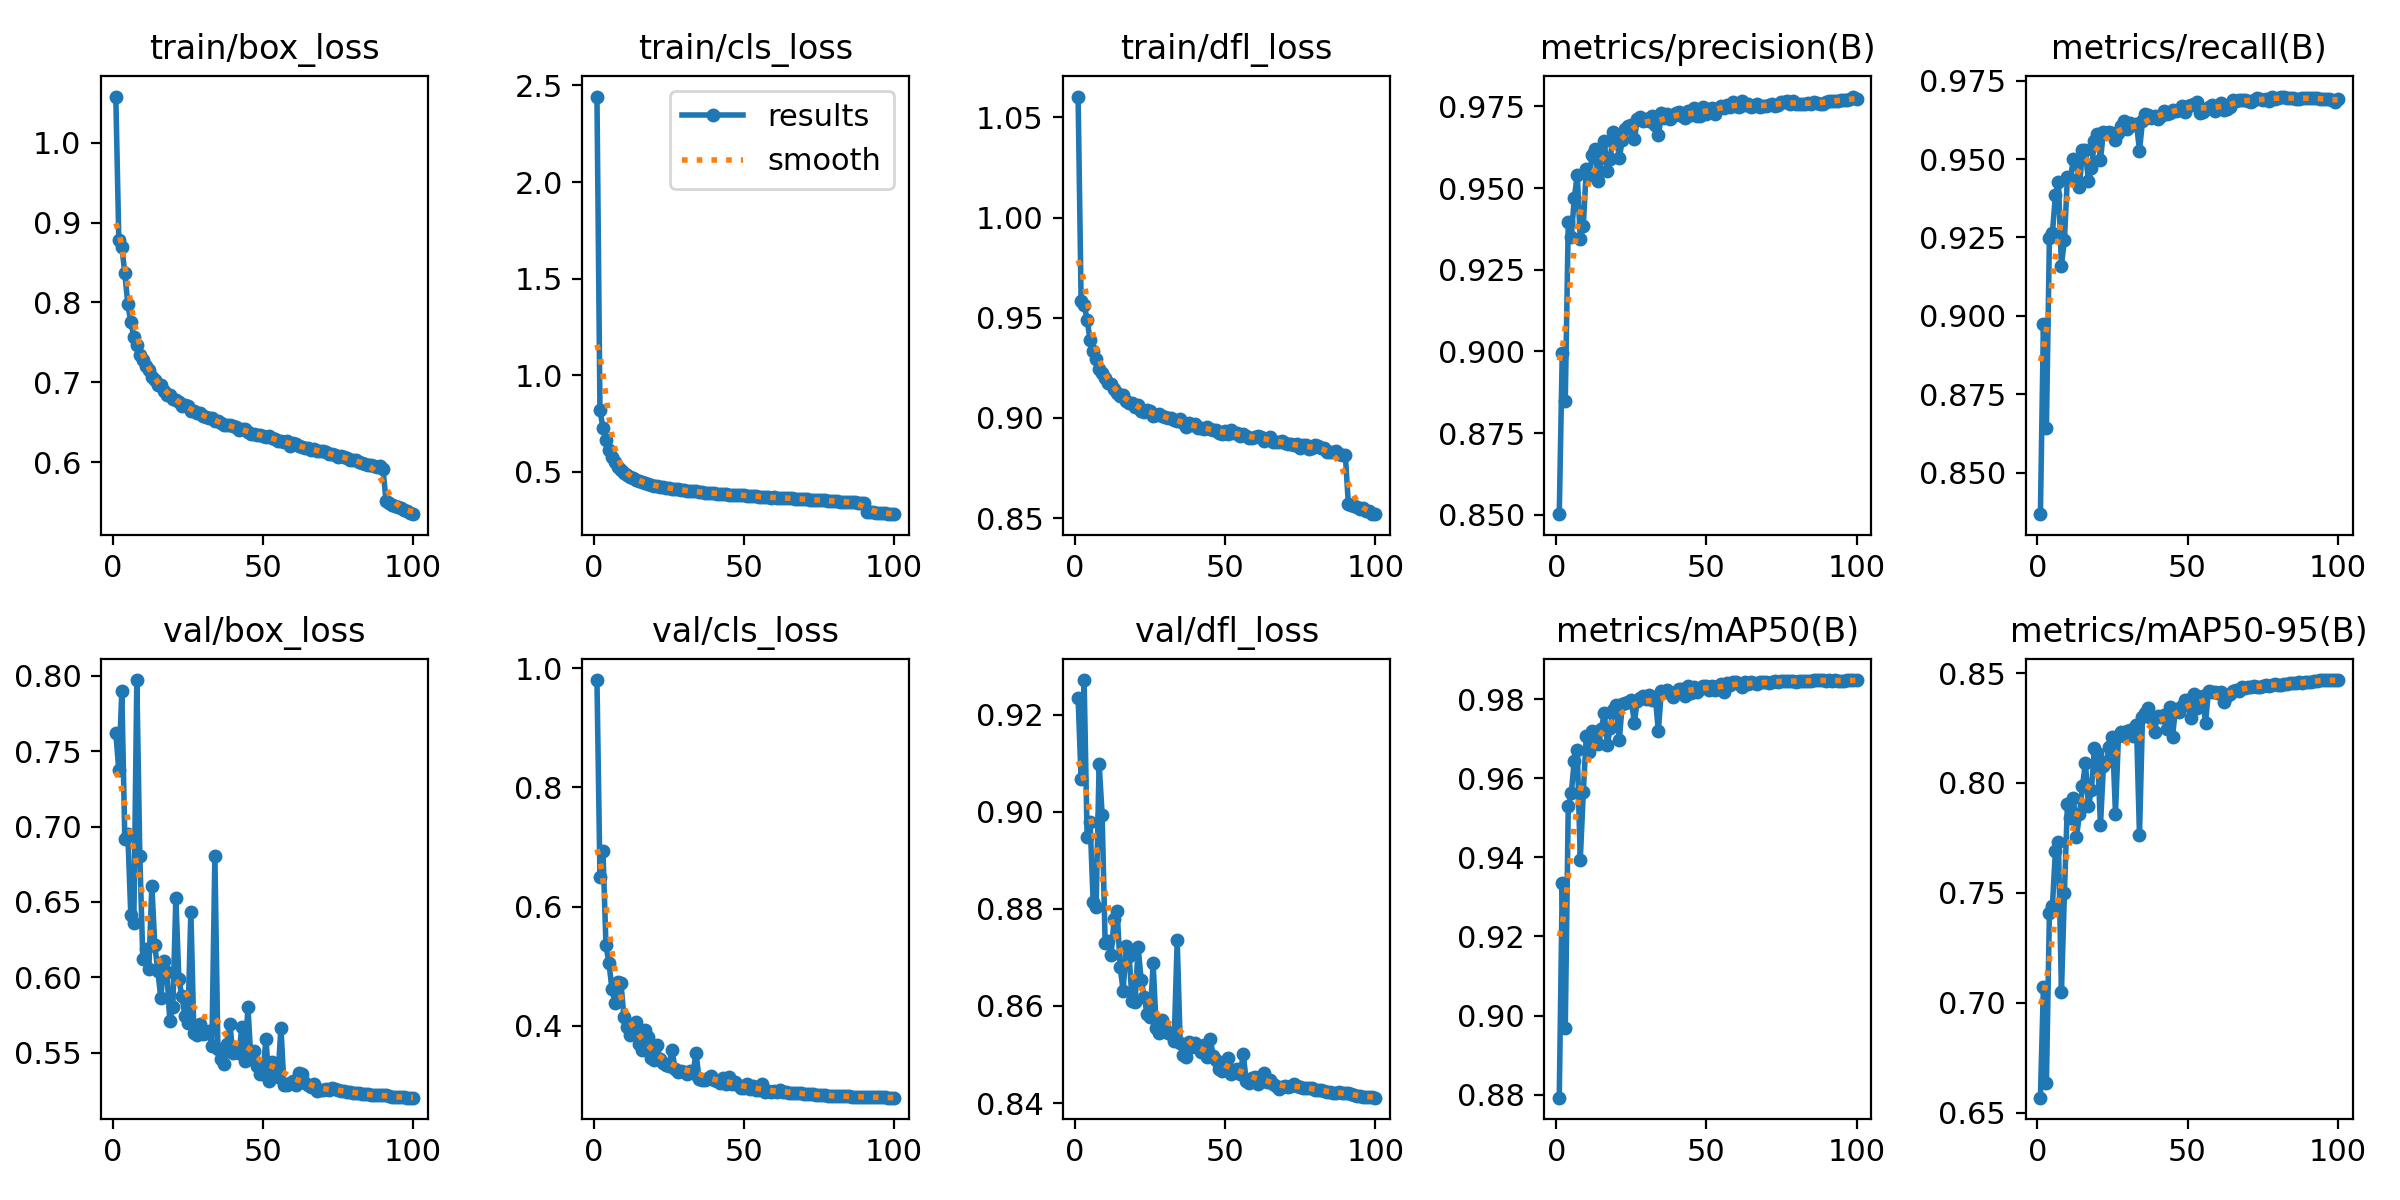 train/box_loss
1.0
0.9
0.8
0.7
0.6
0 50 100
train/cls_loss
2.5
2.0
1.5
1.0
0.5
results
smooth
0 50 100
train/dfl_loss
1.05
1.00
0.95
0.90
0.85
0 50 100
metrics/precision(B)
0.975
0.950
0.925
0.900
0.875
0.850
0 50 100
metrics/recall(B)
0.975
0.950
0.925
0.900
0.875
0.850
0 50 100
val/box_loss
0.80
0.75
0.70
0.65
0.60
0.55
0 50 100
val/cls_loss
1.0
0.8
0.6
0.4
0 50 100
val/dfl_loss
0.92
0.90
0.88
0.86
0.84
0 50 100
metrics/mAP50(B)
0.98
0.96
0.94
0.92
0.90
0.88
0 50 100
metrics/mAP50-95(B)
0.85
0.80
0.75
0.70
0.65
0 50 100